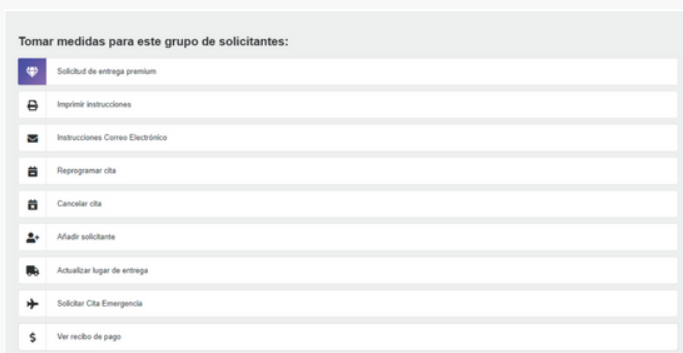 Tomar medidas para este grupo de solicitantes:
Solicitud de entrega premium
Imprimir instrucciones
Instrucciones Correo Electrónico
Reprogramar cita
Cancelar cita
Añadir solicitante
Actualizar lugar de entrega
Solicitar Cita Emergencia
Ver recibo de pago